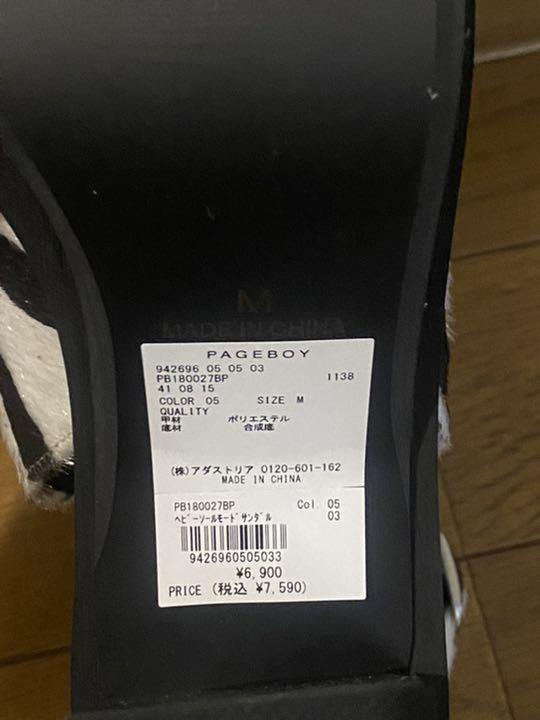 M
MADE IN CHINA
PAGEBOY
942696 05 05 03
PB180027BP 1138
41 08 15
COLOR 05 SIZE M
QUALITY
甲材 ポリエステル
底材 合成底
(株)アダストリア 0120-601-162
MADE IN CHINA
PB180027BP Col. 05
ﾍﾋﾞｰｿｰﾙﾓｰﾄﾞｻﾝﾀﾞﾙ 03
9426960505033
¥6,900
PRICE (税込 ¥7,590)